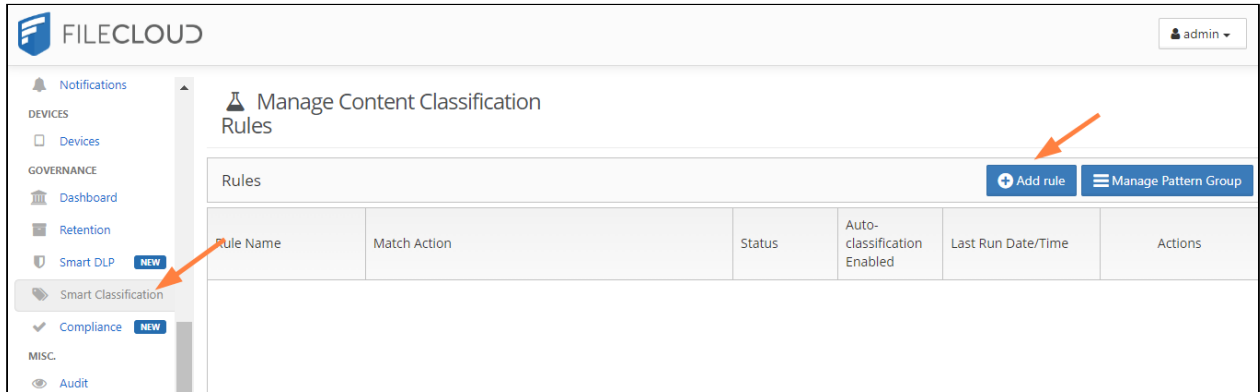 FILECLOUD
admin
Notifications
DEVICES
Devices
GOVERNANCE
Dashboard
Retention
Smart DLP NEW
Smart Classification
Compliance NEW
MISC.
Audit
Manage Content Classification
Rules
Rules
Add rule
Manage Pattern Group
Rule Name
Match Action
Status
Auto-
classification
Enabled
Last Run Date/Time
Actions